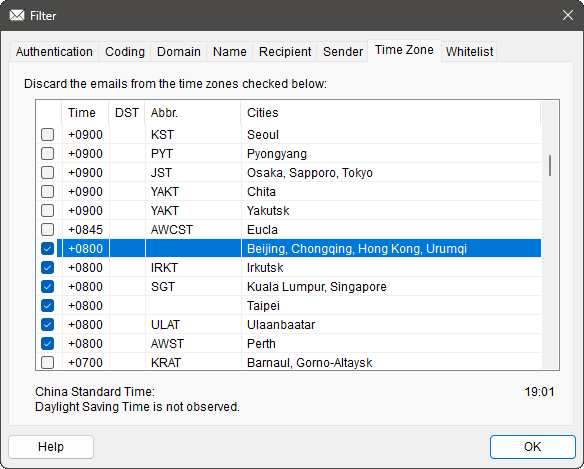 Filter
Authentication Coding Domain Name Recipient Sender Time Zone Whitelist
Discard the emails from the time zones checked below:
Time DST Abbr. Cities
+0900 KST Seoul
+0900 PYT Pyongyang
+0900 JST Osaka, Sapporo, Tokyo
+0900 YAKT Chita
+0900 YAKT Yakutsk
+0845 AWCST Eucla
+0800 Beijing, Chongqing, Hong Kong, Urumqi
+0800 IRKT Irkutsk
+0800 SGT Kuala Lumpur, Singapore
+0800 Taipei
+0800 ULAT Ulaanbaatar
+0800 AWST Perth
+0700 KRAT Barnaul, Gorno-Altaysk
China Standard Time: 19:01
Daylight Saving Time is not observed.
Help OK